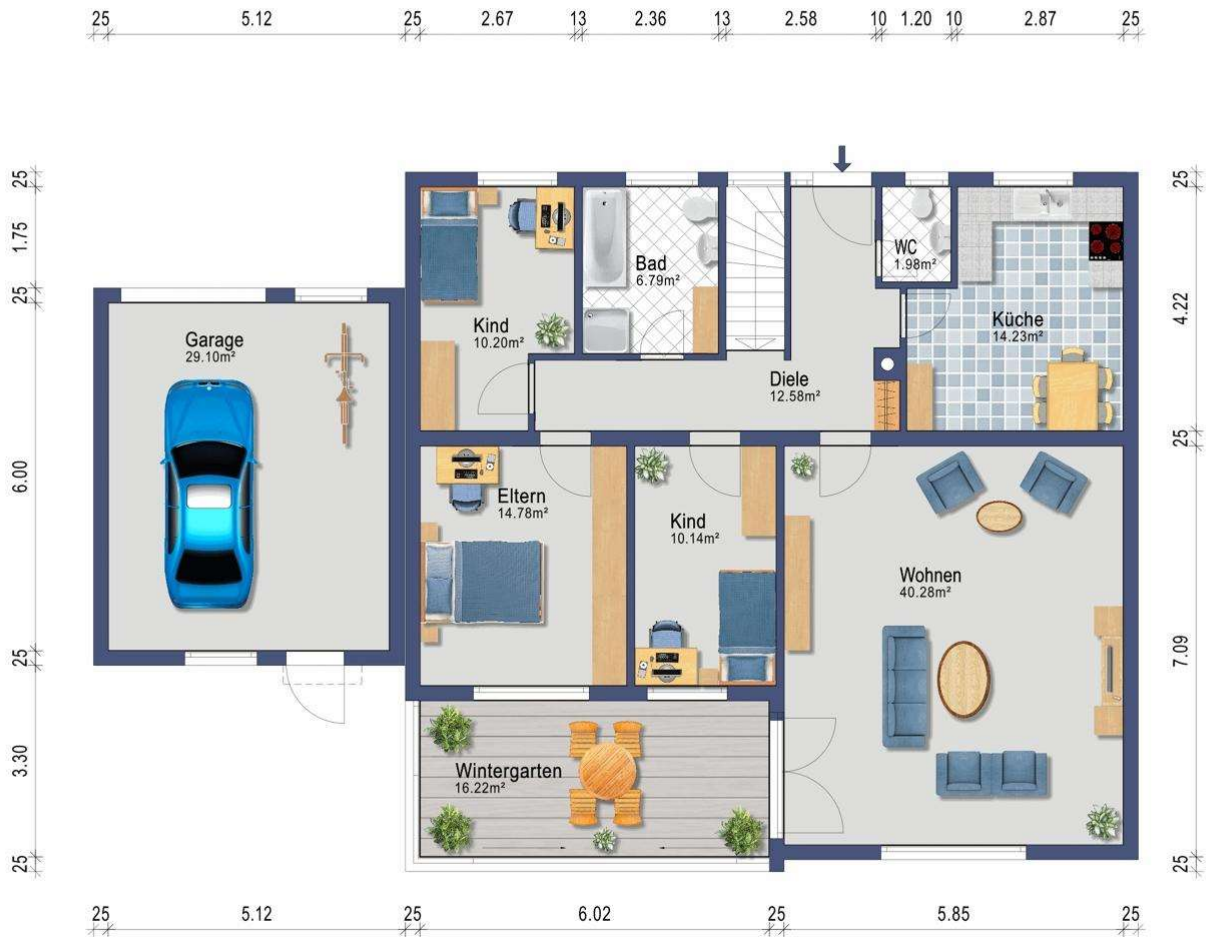 25 5.12 25 2.67 13 2.36 13 2.58 10 1.20 10 2.87 25
25
1.75
25
6.00
25
3.30
25
Garage
29.10m²
Kind
10.20m²
Bad
6.79m²
WC
1.98m²
Küche
14.23m²
Diele
12.58m²
Eltern
14.78m²
Kind
10.14m²
Wohnen
40.28m²
Wintergarten
16.22m²
25
4.22
25
7.09
25
25 5.12 25 6.02 25 5.85 25